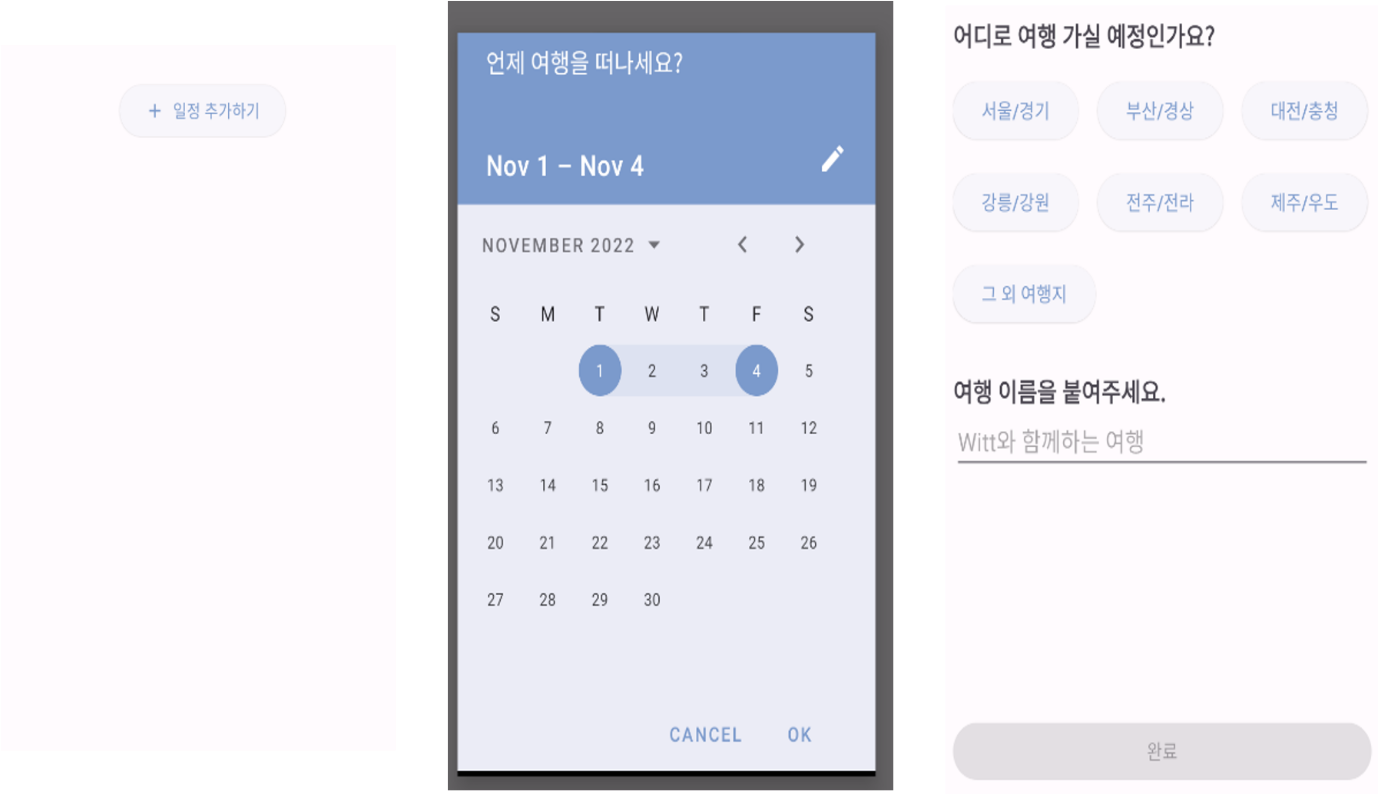 + 일정 추가하기
언제 여행을 떠나세요?
Nov 1 – Nov 4
NOVEMBER 2022
S M T W T F S
1 2 3 4 5
6 7 8 9 10 11 12
13 14 15 16 17 18 19
20 21 22 23 24 25 26
27 28 29 30
CANCEL OK
어디로 여행 가실 예정인가요?
서울/경기 부산/경상 대전/충청
강릉/강원 전주/전라 제주/우도
그 외 여행지
여행 이름을 붙여주세요.
Witt와 함께하는 여행
완료